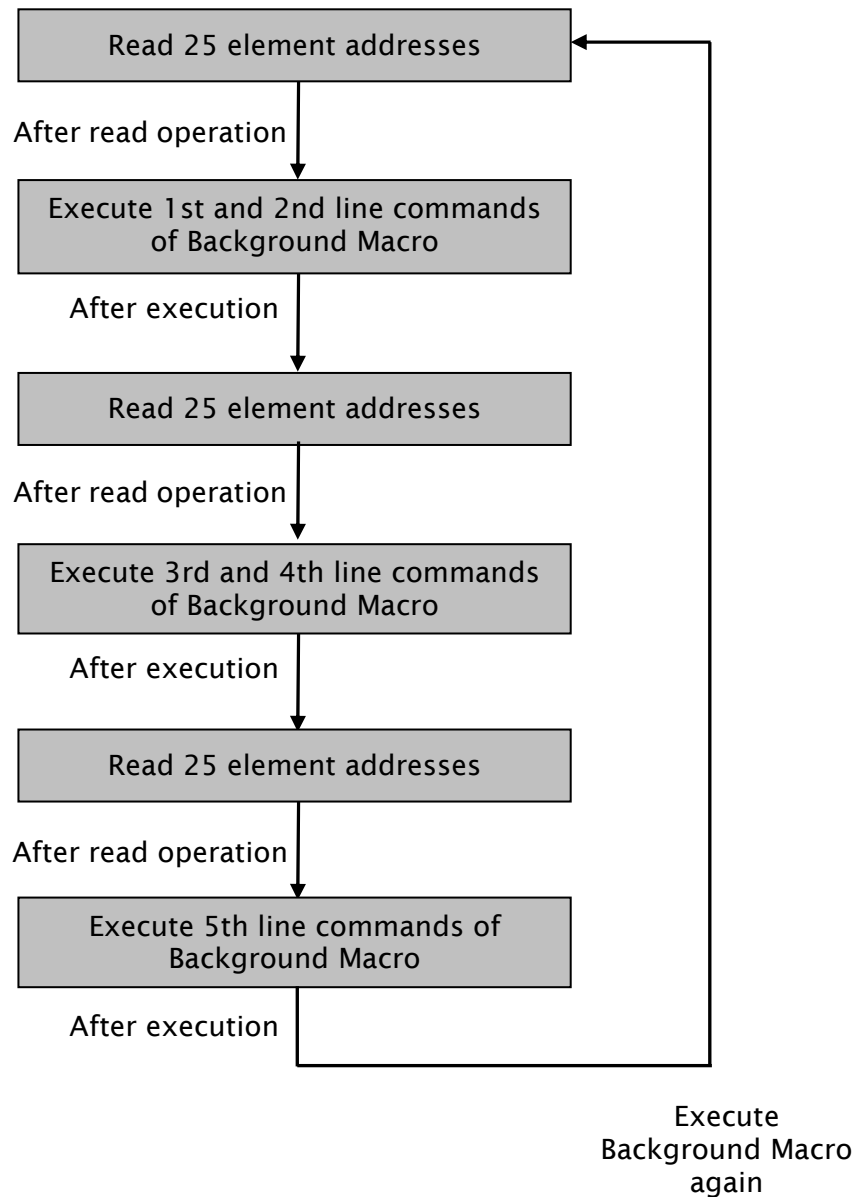 Read 25 element addresses
After read operation
Execute 1st and 2nd line commands
of Background Macro
After execution
Read 25 element addresses
After read operation
Execute 3rd and 4th line commands
of Background Macro
After execution
Read 25 element addresses
After read operation
Execute 5th line commands of
Background Macro
After execution
Execute
Background Macro
again